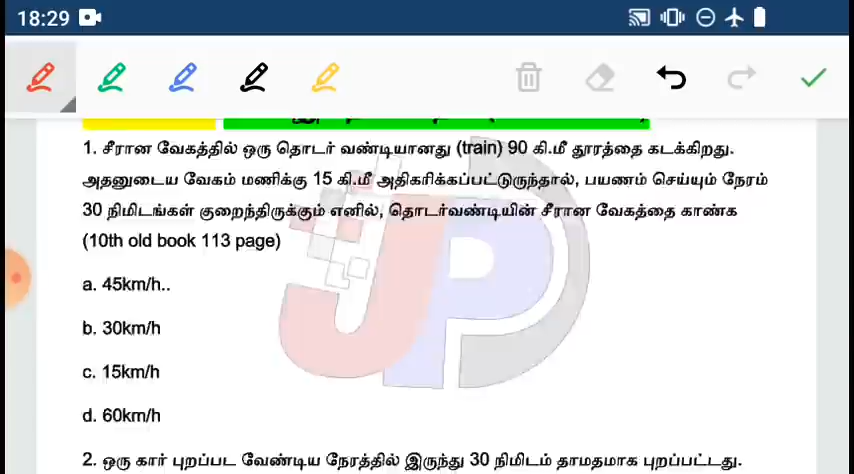 18:29
1. சீரான வேகத்தில் ஒரு தொடர் வண்டியானது (train) 90 கி.மீ தூரத்தை கடக்கிறது.
அதனுடைய வேகம் மணிக்கு 15 கி.மீ அதிகரிக்கப்பட்டுருந்தால், பயணம் செய்யும் நேரம்
30 நிமிடங்கள் குறைந்திருக்கும் எனில், தொடர்வண்டியின் சீரான வேகத்தை காண்க
(10th old book 113 page)
a. 45km/h..
b. 30km/h
c. 15km/h
d. 60km/h
2. ஒரு கார் புறப்பட வேண்டிய நேரத்தில் இருந்து 30 நிமிடம் தாமதமாக புறப்பட்டது.